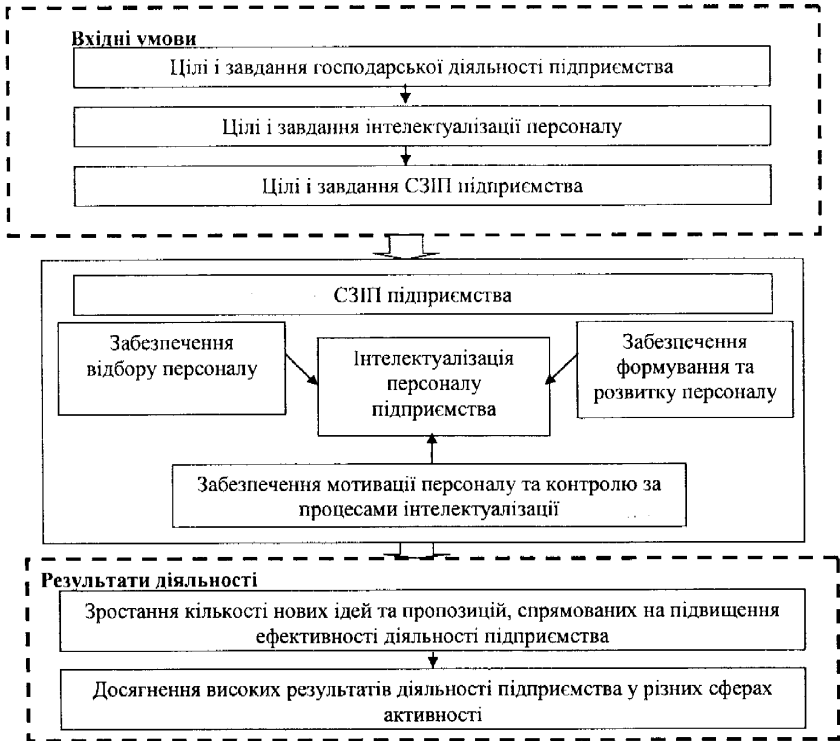 Вхідні умови
Цілі і завдання господарської діяльності підприємства
Цілі і завдання інтелектуалізації персоналу
Цілі і завдання СЗІП підприємства
СЗІП підприємства
Забезпечення
відбору персоналу
Інтелектуалізація
персоналу
підприємства
Забезпечення
формування та
розвитку персоналу
Забезпечення мотивації персоналу та контролю за
процесами інтелектуалізації
Результати діяльності
Зростання кількості нових ідей та пропозицій, спрямованих на підвищення
ефективності діяльності підприємства
Досягнення високих результатів діяльності підприємства у різних сферах
активності